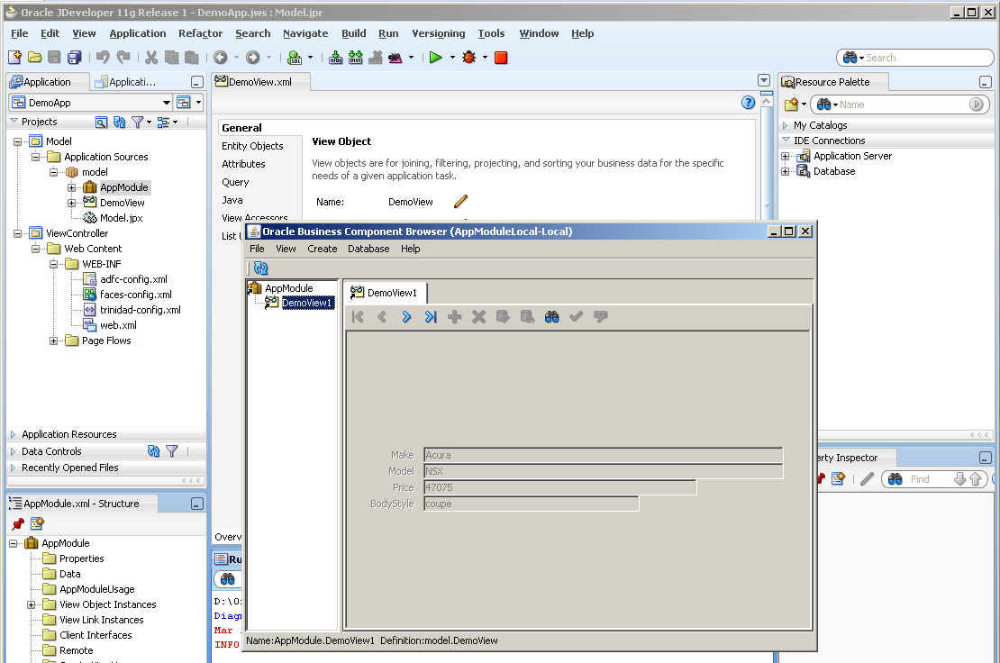 Oracle JDeveloper 11g Release 1 - DemoApp.jws : Model.jpr
File Edit View Application Refactor Search Navigate Build Run Versioning Tools Window Help
Search
Application
Applicati...
DemoApp
Projects
Model
Application Sources
model
AppModule
DemoView
Model.jpx
ViewController
Web Content
WEB-INF
adfc-config.xml
faces-config.xml
trinidad-config.xml
web.xml
Page Flows
Application Resources
Data Controls
Recently Opened Files
AppModule.xml - Structure
AppModule
Properties
Data
AppModuleUsage
View Object Instances
View Link Instances
Client Interfaces
Remote
DemoView.xml
General
Entity Objects
Attributes
Query
Java
View Accessors
List
View Object
View objects are for joining, filtering, projecting, and sorting your business data for the specific
needs of a given application task.
Name: DemoView
Oracle Business Component Browser (AppModuleLocal-Local)
File View Create Database Help
AppModule
DemoView1
DemoView1
Make Acura
Model NSX
Price 47075
BodyStyle coupe
Name:AppModule.DemoView1 Definition:model.DemoView
Overv
Ru
D:\O
Diagn
Mar
INFO
Resource Palette
Name
My Catalogs
IDE Connections
Application Server
Database
erty Inspector
Find